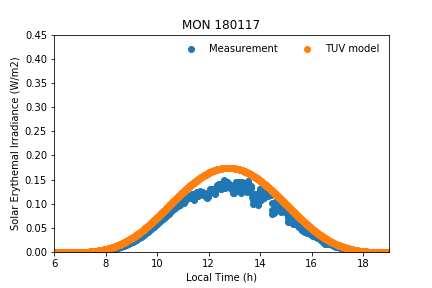 MON 180117
Measurement TUV model
Solar Erythemal Irradiance (W/m2)
0.45
0.40
0.35
0.30
0.25
0.20
0.15
0.10
0.05
0.00
6 8 10 12 14 16 18
Local Time (h)